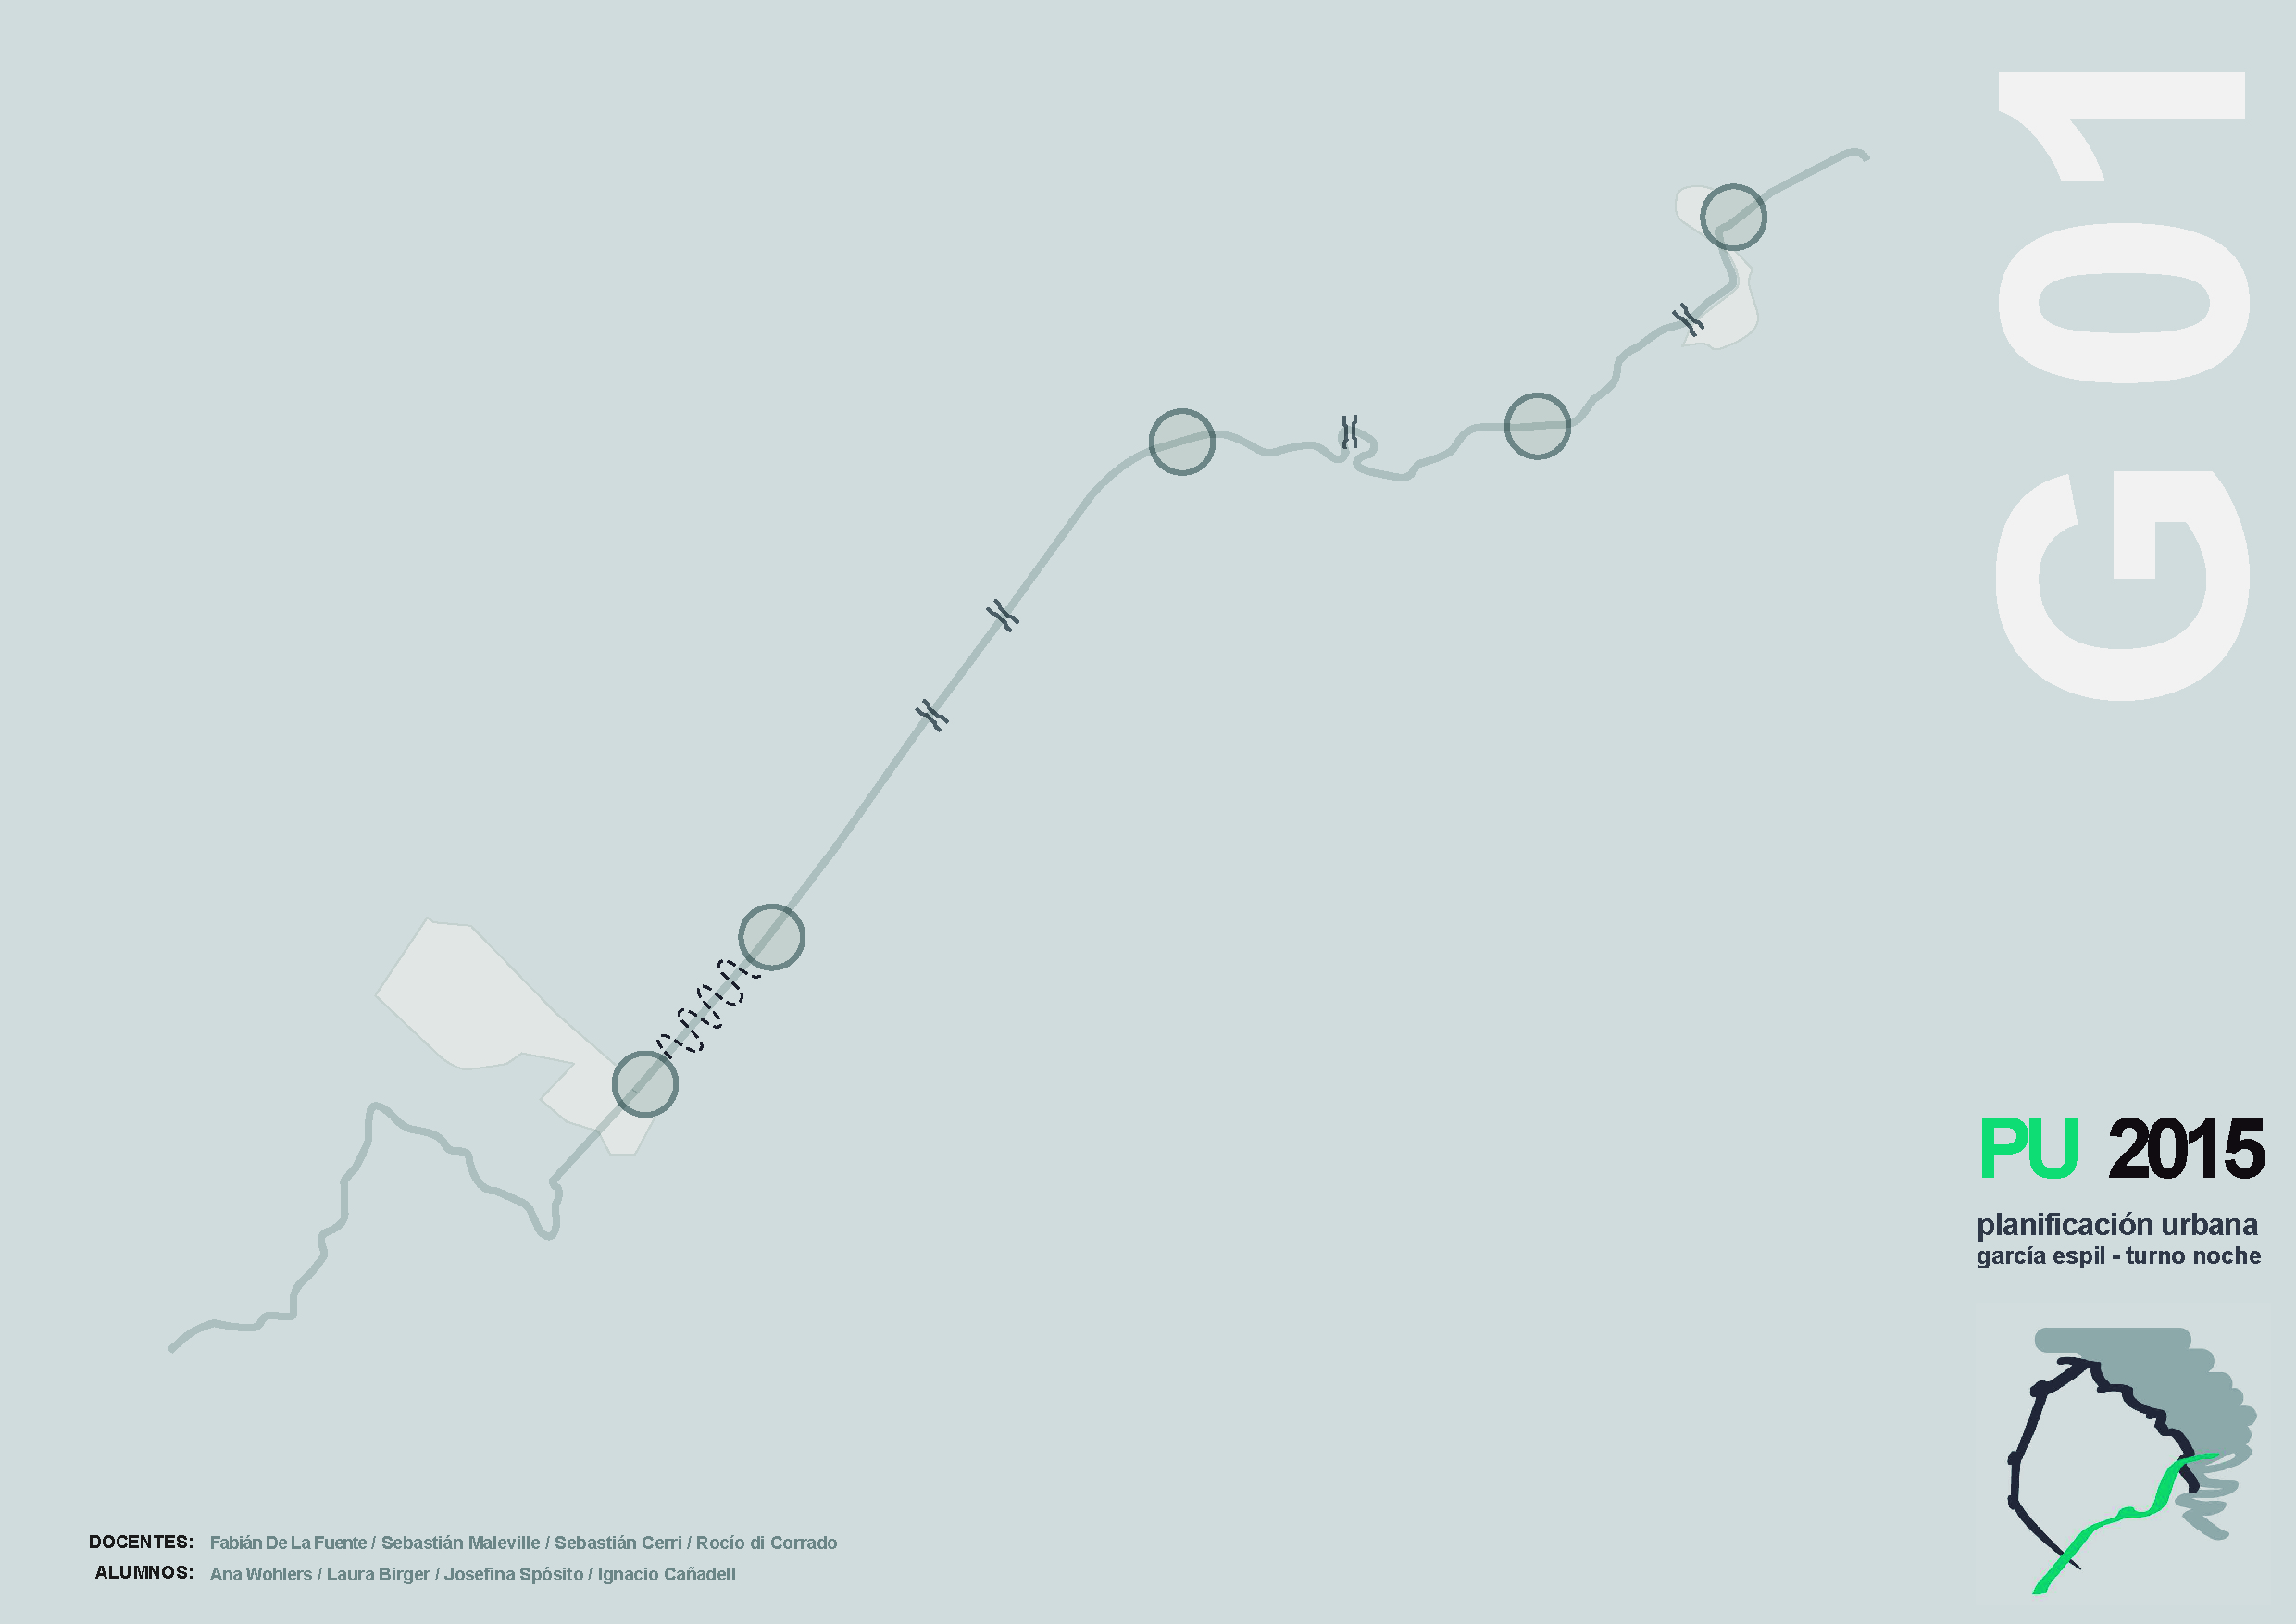 G01
PU 2015
planificación urbana
garcía espil - turno noche
DOCENTES: Fabián De La Fuente / Sebastián Maleville / Sebastián Cerri / Rocío di Corrado
ALUMNOS: Ana Wohlers / Laura Birger / Josefina Spósito / Ignacio Cañadell